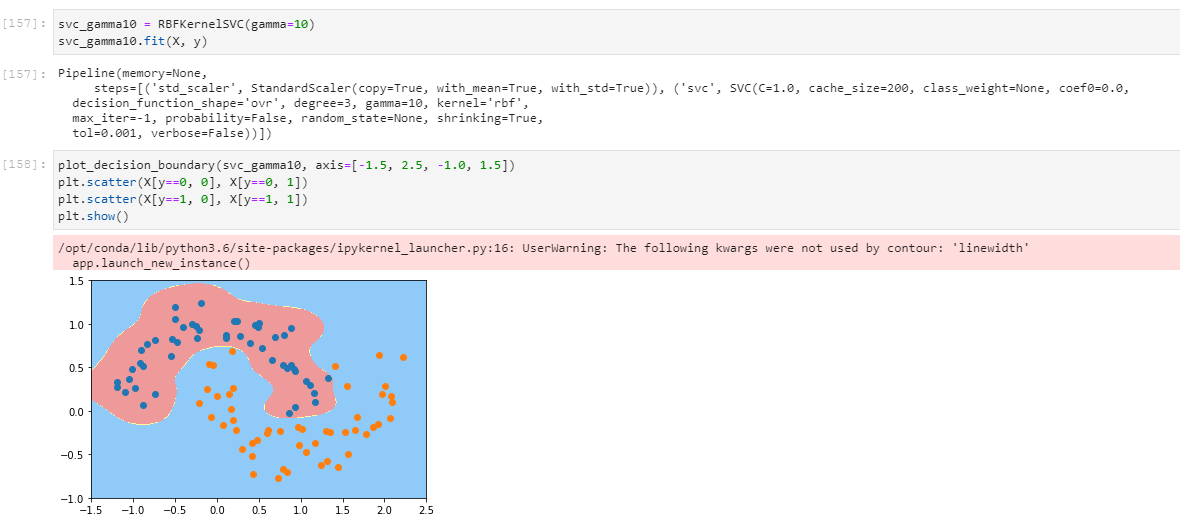 [157]:
svc_gamma10 = RBFKernelSVC(gamma=10)
svc_gamma10.fit(X, y)
[157]:
Pipeline(memory=None,
     steps=[('std_scaler', StandardScaler(copy=True, with_mean=True, with_std=True)), ('svc', SVC(C=1.0, cache_size=200, class_weight=None, coef0=0.0,
  decision_function_shape='ovr', degree=3, gamma=10, kernel='rbf',
  max_iter=-1, probability=False, random_state=None, shrinking=True,
  tol=0.001, verbose=False))])
[158]:
plot_decision_boundary(svc_gamma10, axis=[-1.5, 2.5, -1.0, 1.5])
plt.scatter(X[y==0, 0], X[y==0, 1])
plt.scatter(X[y==1, 0], X[y==1, 1])
plt.show()
/opt/conda/lib/python3.6/site-packages/ipykernel_launcher.py:16: UserWarning: The following kwargs were not used by contour: 'linewidth'
  app.launch_new_instance()
1.5
1.0
0.5
0.0
−0.5
−1.0
−1.5 −1.0 −0.5 0.0 0.5 1.0 1.5 2.0 2.5